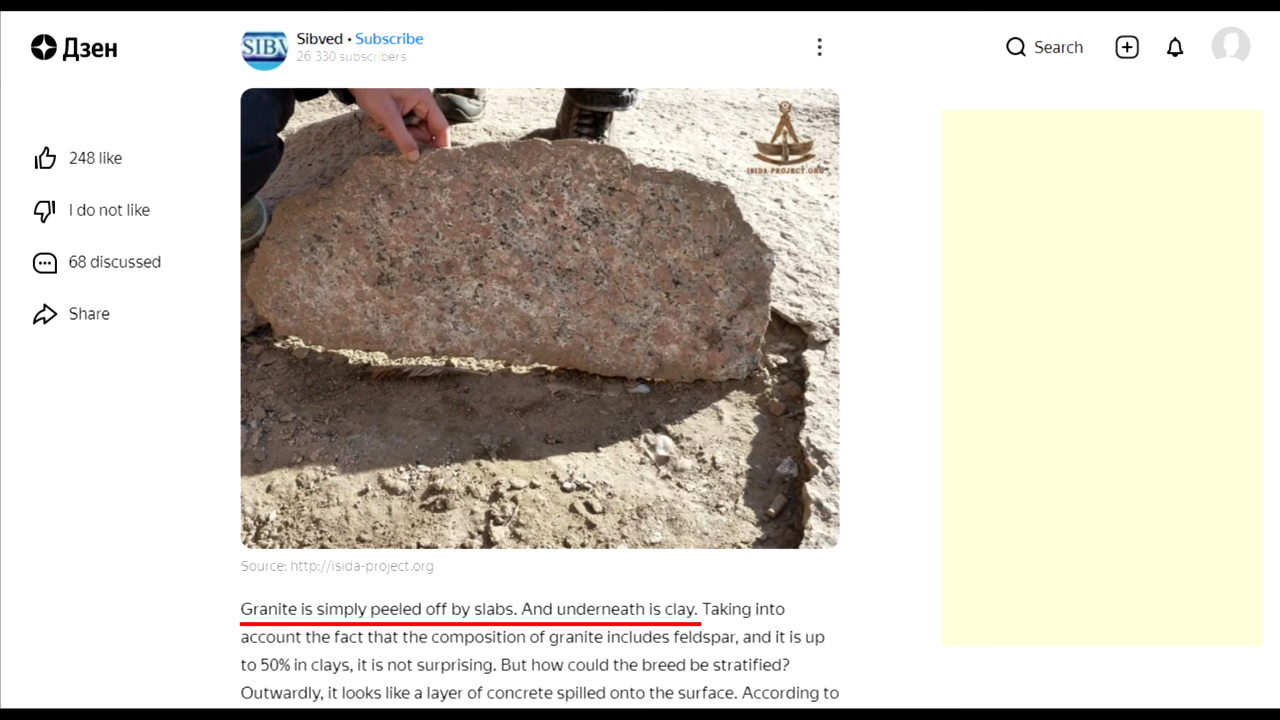 Дзен
SIBV
Sibved • Subscribe
26 330 subscribers
Search
248 like
I do not like
68 discussed
Share
ISIDA-PROJECT.ORG
Source: http://isida-project.org
Granite is simply peeled off by slabs. And underneath is clay. Taking into
account the fact that the composition of granite includes feldspar, and it is up
to 50% in clays, it is not surprising. But how could the breed be stratified?
Outwardly, it looks like a layer of concrete spilled onto the surface. According to